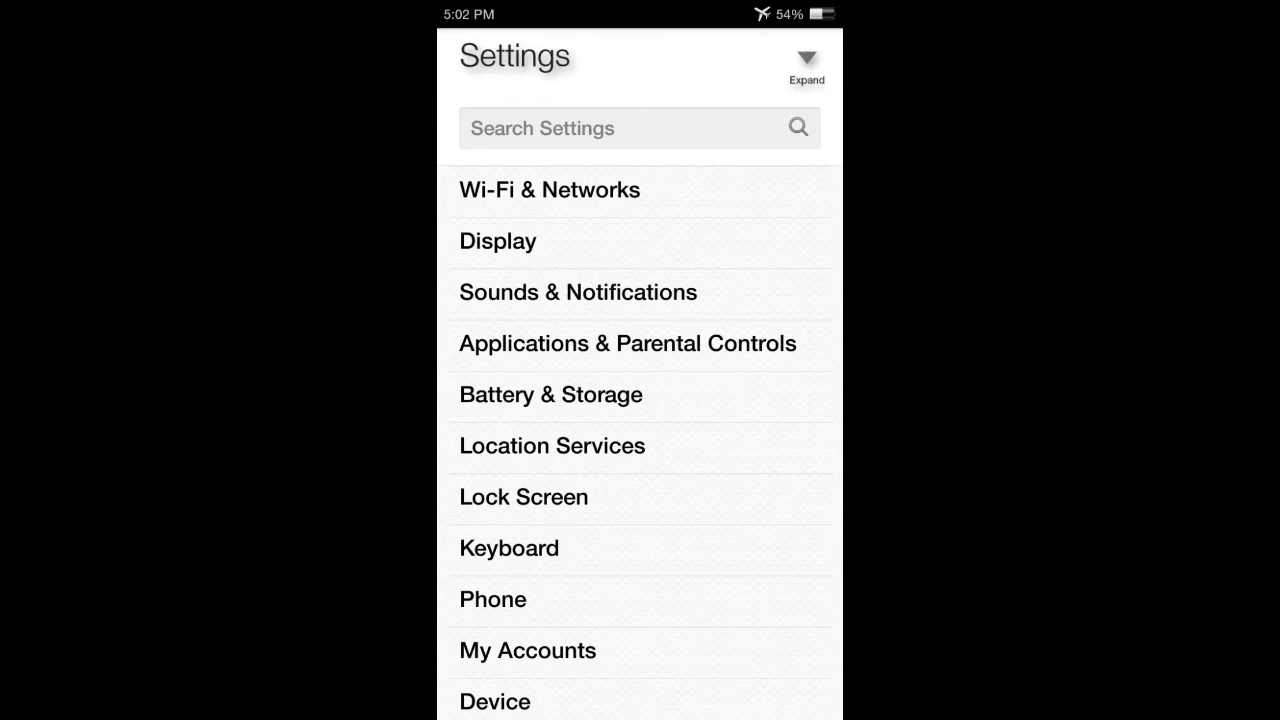 5:02 PM 54%
Settings
Expand
Search Settings
Wi-Fi & Networks
Display
Sounds & Notifications
Applications & Parental Controls
Battery & Storage
Location Services
Lock Screen
Keyboard
Phone
My Accounts
Device